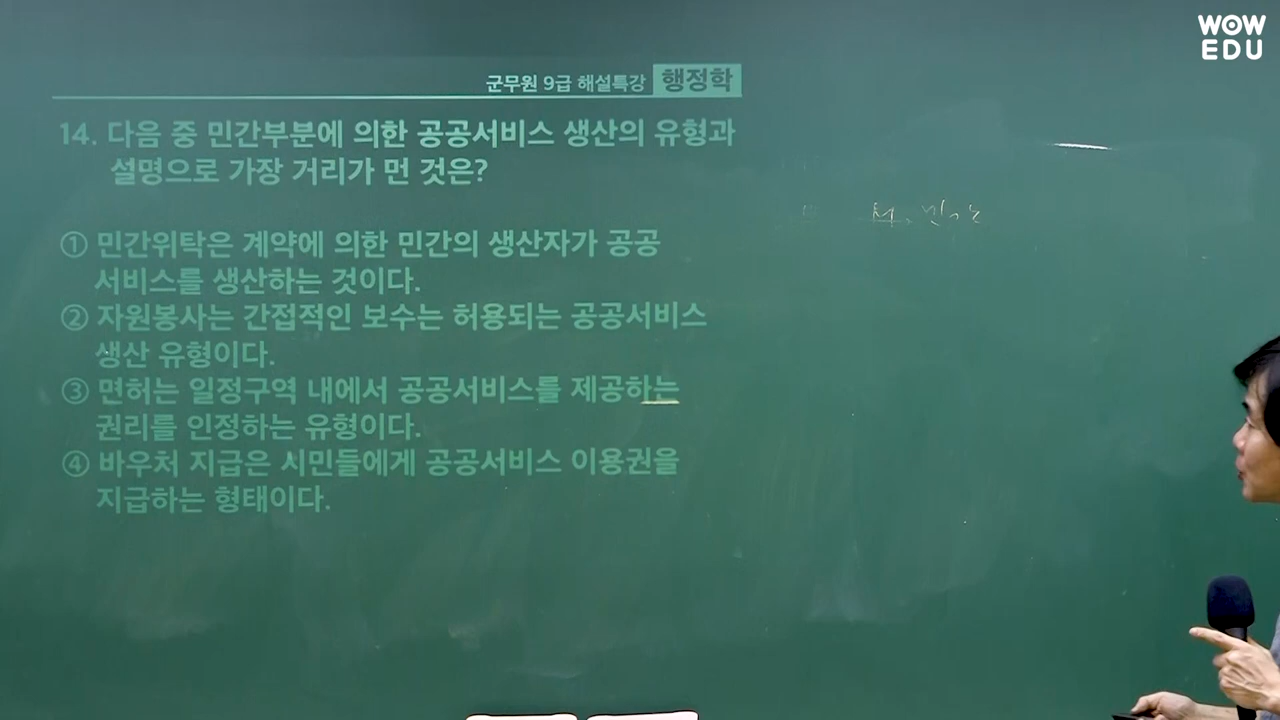 WOW
EDU
군무원 9급 해설특강 행정학
14. 다음 중 민간부분에 의한 공공서비스 생산의 유형과
설명으로 가장 거리가 먼 것은?
① 민간위탁은 계약에 의한 민간의 생산자가 공공
서비스를 생산하는 것이다.
② 자원봉사는 간접적인 보수는 허용되는 공공서비스
생산 유형이다.
③ 면허는 일정구역 내에서 공공서비스를 제공하는
권리를 인정하는 유형이다.
④ 바우처 지급은 시민들에게 공공서비스 이용권을
지급하는 형태이다.